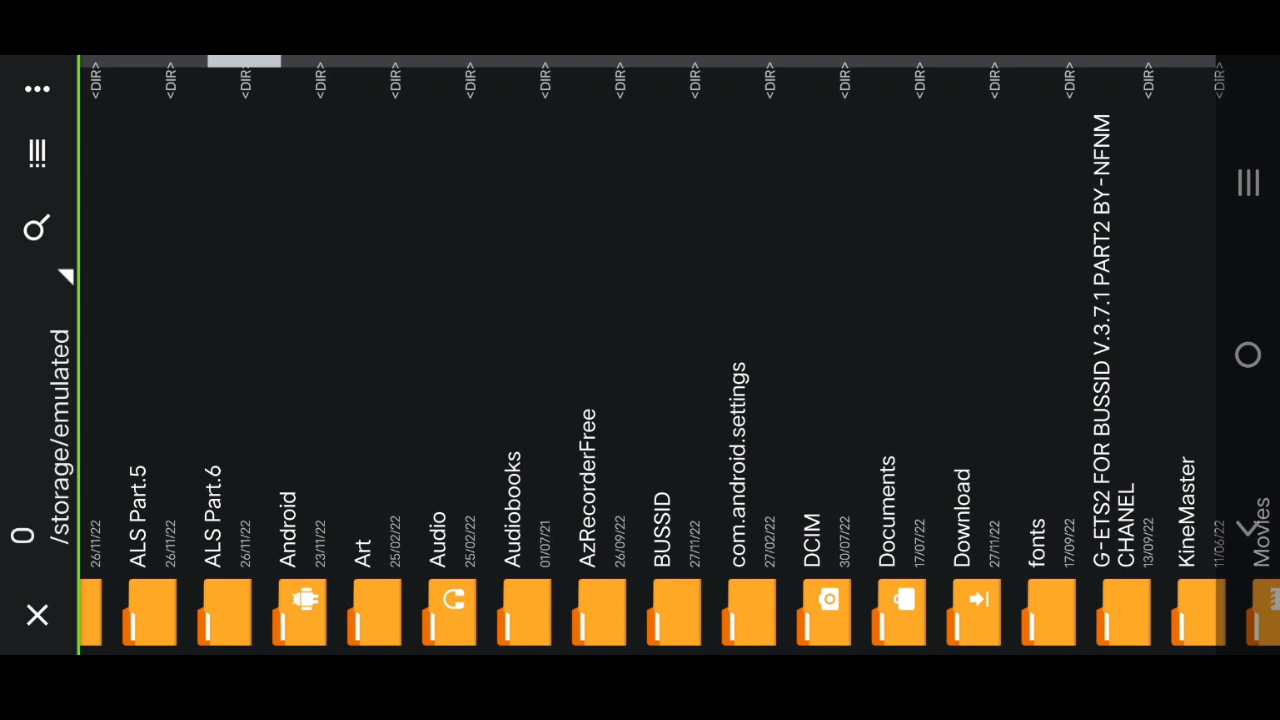 0
/storage/emulated
<DIR>
26/11/22
ALS Part.5
26/11/22
<DIR>
ALS Part.6
26/11/22
<DIR>
Android
23/11/22
<DIR>
Art
25/02/22
<DIR>
Audio
25/02/22
<DIR>
Audiobooks
01/07/21
<DIR>
AzRecorderFree
26/09/22
<DIR>
BUSSID
27/11/22
<DIR>
com.android.settings
27/02/22
<DIR>
DCIM
30/07/22
<DIR>
Documents
17/07/22
<DIR>
Download
27/11/22
<DIR>
fonts
17/09/22
<DIR>
G- ETS2 FOR BUSSID V.3.7.1 PART2 BY-NFNM
CHANEL
13/09/22
<DIR>
KineMaster
11/06/22
<DIR>
Movies